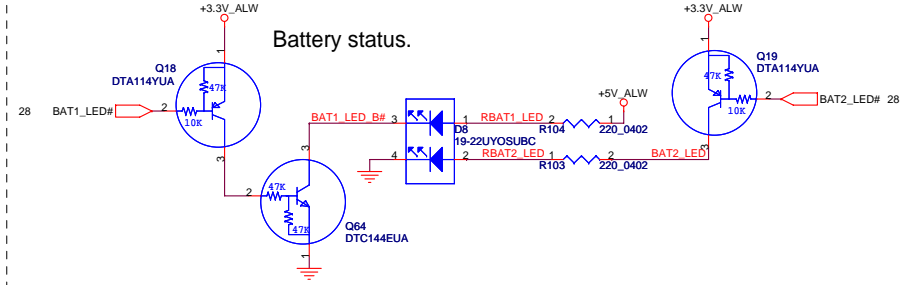 +3.3V_ALW
+3.3V_ALW
Battery status.
1
1
Q18
DTA114YUA
Q19
DTA114YUA
47K
47K
28
BAT1_LED#
2
10K
2
BAT2_LED#
28
10K
+5V_ALW
BAT1_LED_B#
3
1
RBAT1_LED
2
1
D8
R104
220_0402
19-22UYOSUBC
3
3
4
2
RBAT2_LED
1
2
BAT2_LED
3
R103
220_0402
2
47K
47K
Q64
DTC144EUA
1